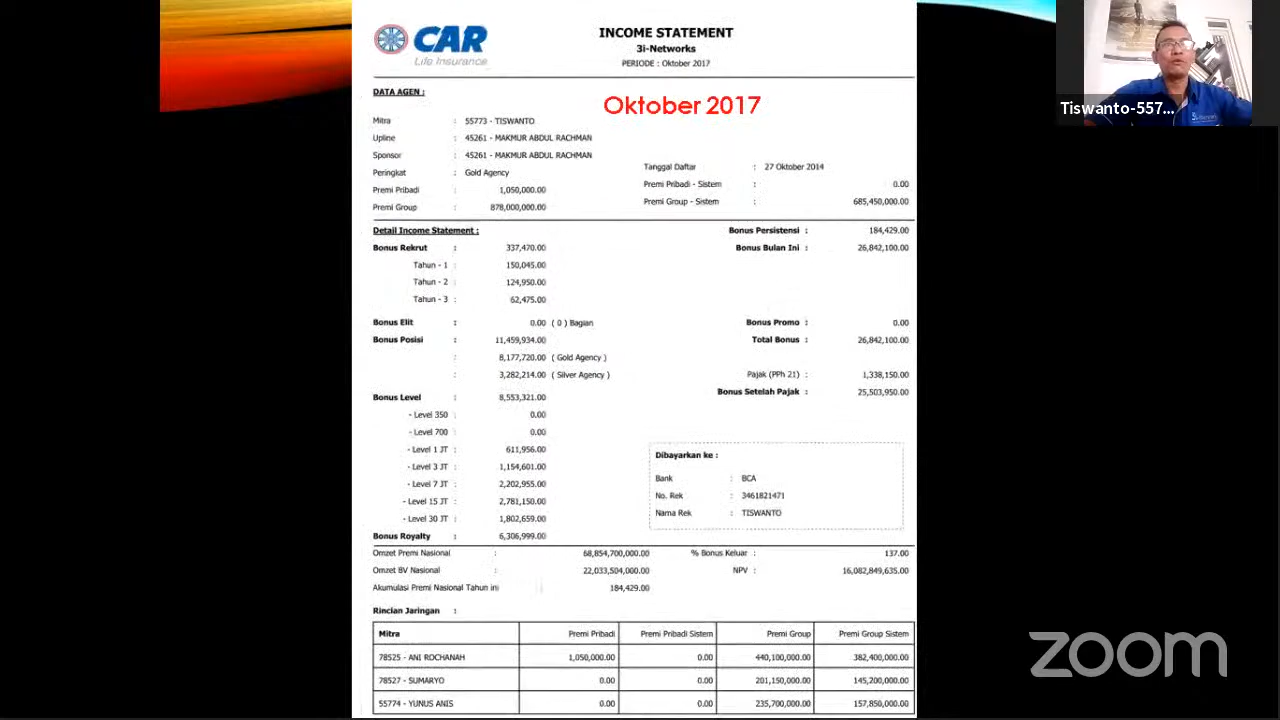 CAR
Life Insurance
INCOME STATEMENT
3i-Networks
PERIODE : Oktober 2017
Oktober 2017
DATA AGEN :
Mitra : 55773 - TISWANTO
Upline : 45261 - MAKMUR ABDUL RACHMAN
Sponsor : 45261 - MAKMUR ABDUL RACHMAN
Peringkat : Gold Agency
Premi Pribadi : 1,050,000.00
Premi Group : 878,000,000.00
Tanggal Daftar : 27 Oktober 2014
Premi Pribadi - Sistem : 0.00
Premi Group - Sistem : 685,450,000.00
Detail Income Statement :
Bonus Rekrut : 337,470.00
Tahun - 1 : 150,045.00
Tahun - 2 : 124,950.00
Tahun - 3 : 62,475.00
Bonus Elit : 0.00 ( 0 ) Bagian
Bonus Posisi : 11,459,934.00
: 8,177,720.00 ( Gold Agency )
: 3,282,214.00 ( Silver Agency )
Bonus Level : 8,553,321.00
- Level 350 : 0.00
- Level 700 : 0.00
- Level 1 JT : 611,956.00
- Level 3 JT : 1,154,601.00
- Level 7 JT : 2,202,955.00
- Level 15 JT : 2,781,150.00
- Level 30 JT : 1,802,659.00
Bonus Royalty : 6,306,999.00
Bonus Persistensi : 184,429.00
Bonus Bulan Ini : 26,842,100.00
Bonus Promo : 0.00
Total Bonus : 26,842,100.00
Pajak (PPh 21) : 1,338,150.00
Bonus Setelah Pajak : 25,503,950.00
Dibayarkan ke :
Bank : BCA
No. Rek : 3461821471
Nama Rek : TISWANTO
Omzet Premi Nasional : 68,854,700,000.00 % Bonus Keluar : 137.00
Omzet BV Nasional : 22,033,504,000.00 NPV : 16,082,849,635.00
Akumulasi Premi Nasional Tahun ini 184,429.00
Rincian Jaringan :
Mitra Premi Pribadi Premi Pribadi Sistem Premi Group Premi Group Sistem
78525 - ANI ROCHANAH 1,050,000.00 0.00 440,100,000.00 382,400,000.00
78527 - SUMARYO 0.00 0.00 201,150,000.00 145,200,000.00
55774 - YUNUS ANIS 0.00 0.00 235,700,000.00 157,850,000.00
Tiswanto-557...
zoom